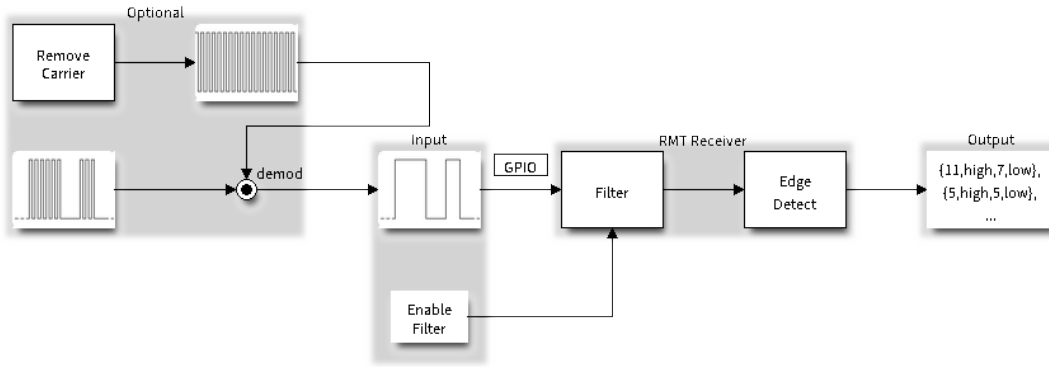 Optional
Remove
Carrier
demod
Input
GPIO
Enable
Filter
RMT Receiver
Filter
Edge
Detect
Output
{11,high,7,low},
{5,high,5,low},
...